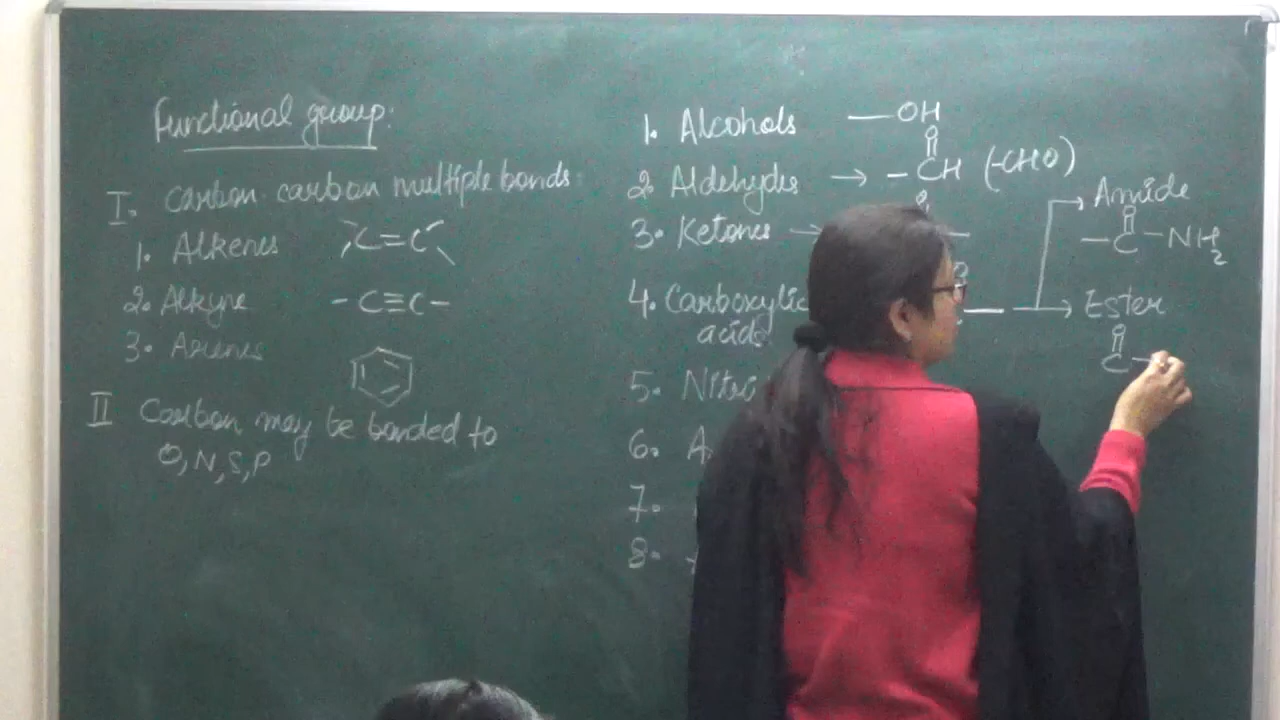 Functional group:
I. Carbon-carbon multiple bonds:
1. Alkenes >C=C<
2. Alkyne -C≡C-
3. Arenes
II Carbon may be bonded to
O, N, S, P
1. Alcohols —OH
O
2. Aldehydes → -CH (-CHO)
3. Ketones →
4. Carboxylic
acids
5. Nitro
6. A
7.
8.
Amide
O
-C-NH2
Ester
O
C-